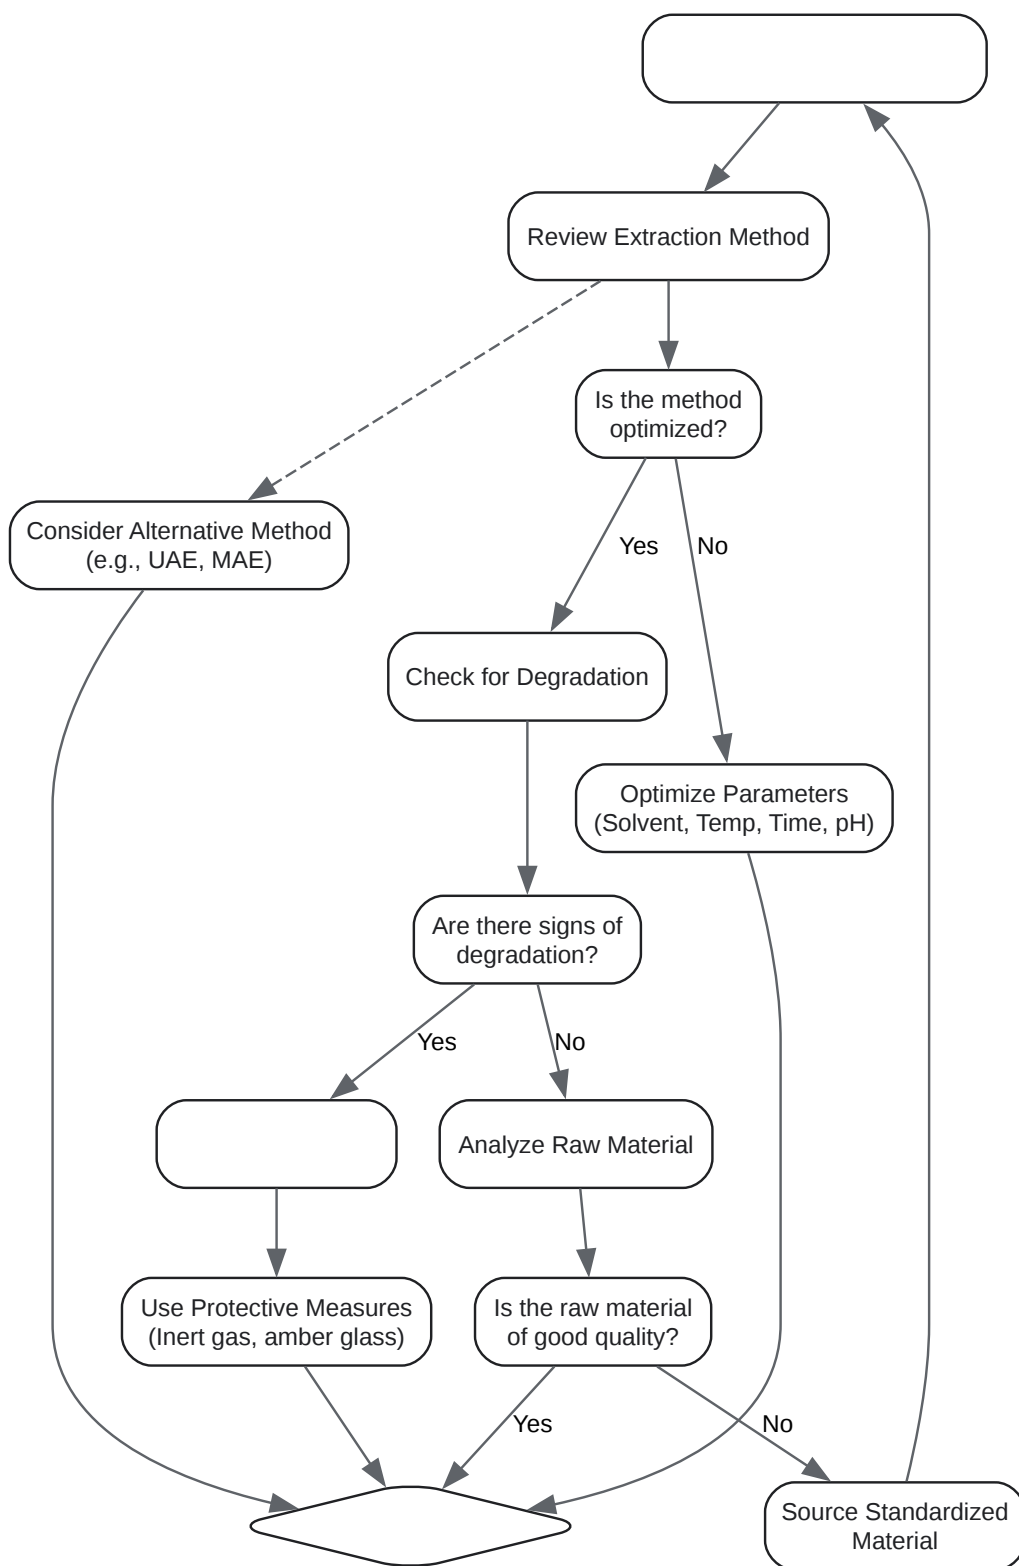 Review Extraction Method
Is the method
optimized?
Consider Alternative Method
(e.g., UAE, MAE)
Yes
No
Check for Degradation
Optimize Parameters
(Solvent, Temp, Time, pH)
Are there signs of
degradation?
Yes
No
Analyze Raw Material
Use Protective Measures
(Inert gas, amber glass)
Is the raw material
of good quality?
Yes
No
Source Standardized
Material